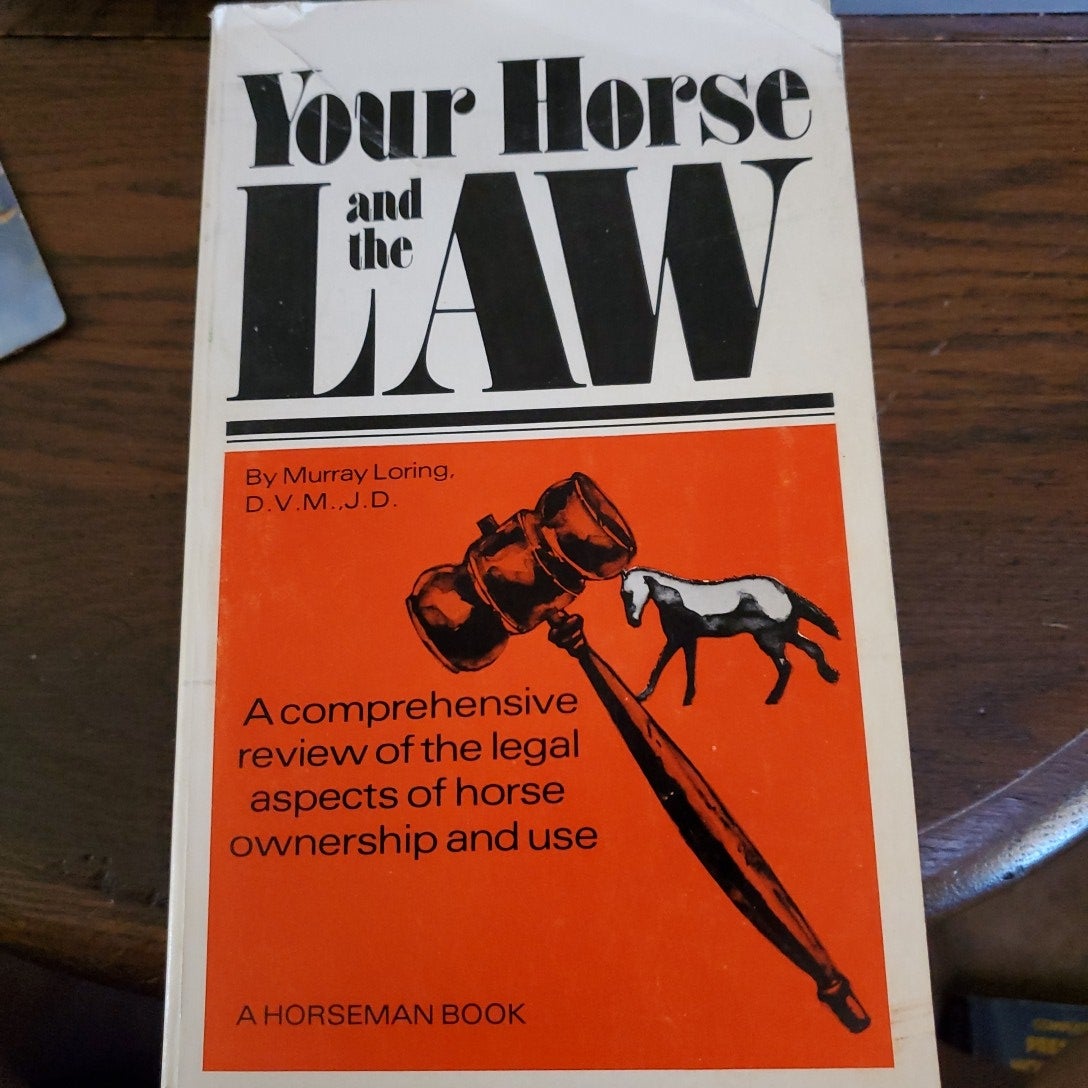 Your Horse
and
the
LAW
By Murray Loring,
D.V.M.,J.D.
A comprehensive
review of the legal
aspects of horse
ownership and use
A HORSEMAN BOOK